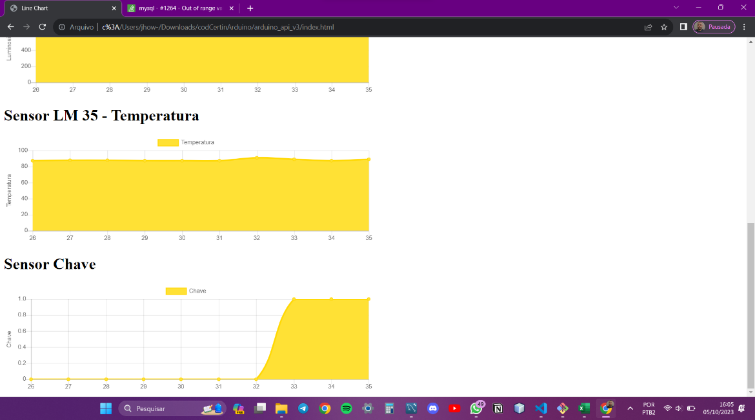 Line Chart
mysql - #1264 - Out of range v
Arquivo
c%3A/Users/jhow-/Downloads/codCertin/arduino/arduino_api_v3/index.html
Pausada
400
200
0
26 27 28 29 30 31 32 33 34 35
Sensor LM 35 - Temperatura
Temperatura
100
80
60
40
20
0
Temperatura
26 27 28 29 30 31 32 33 34 35
Sensor Chave
Chave
1.0
0.8
0.6
0.4
0.2
0
Chave
26 27 28 29 30 31 32 33 34 35
Pesquisar
POR
PTB2
16:05
05/10/2023